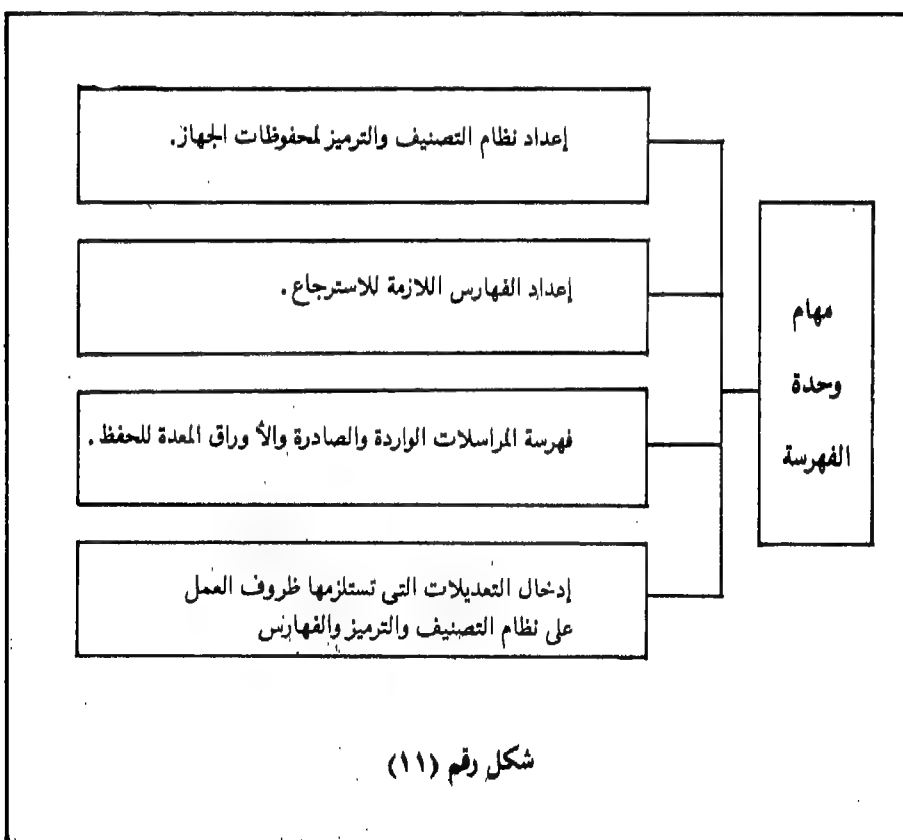 مهام
وحدة
الفهرسة
إعداد نظام التصنيف والترميز لمحفوظات الجهاز.
إعداد الفهارس اللازمة للاسترجاع.
فهرسة المراسلات الواردة والصادرة والأوراق المعدة للحفظ.
إدخال التعديلات التي تستلزمها ظروف العمل
على نظام التصنيف والترميز والفهارس
شكل رقم (١١)